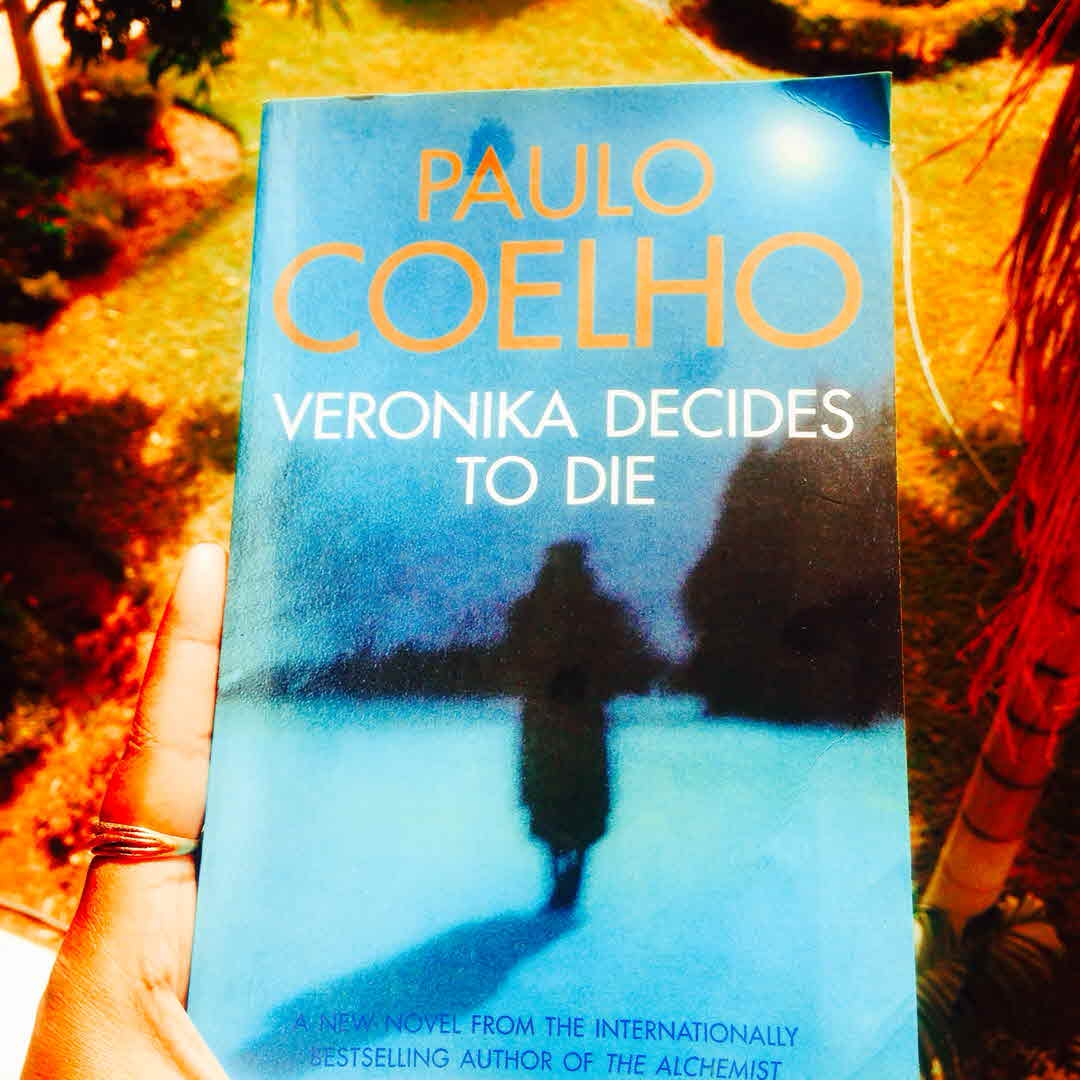 PAULO
COELHO
VERONIKA DECIDES
TO DIE
A NEW NOVEL FROM THE INTERNATIONALLY
BESTSELLING AUTHOR OF THE ALCHEMIST